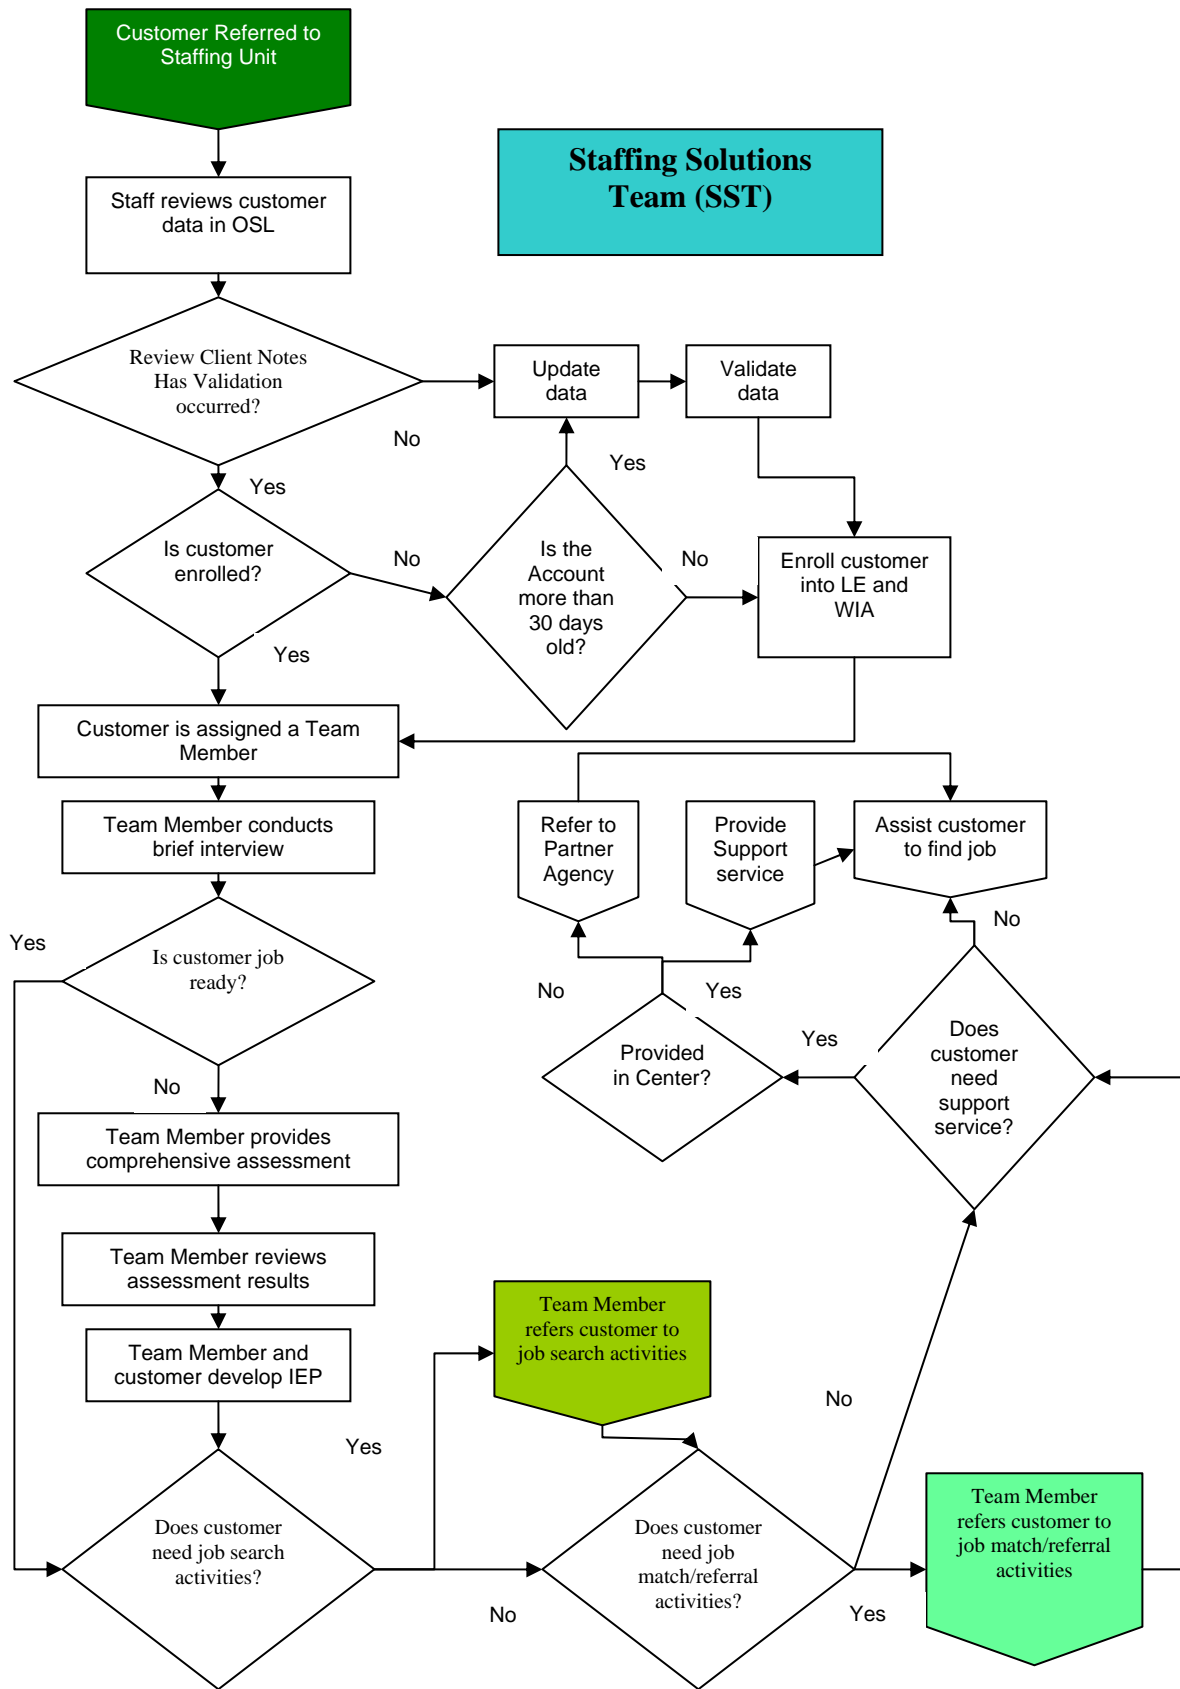 Customer Referred to
Staffing Unit
Staffing Solutions
Team (SST)
Staff reviews customer
data in OSL
Review Client Notes
Has Validation
occurred?
Update
data
Validate
data
No
Yes
Yes
Is customer
enrolled?
No
Is the
Account
more than
30 days
old?
No
Enroll customer
into LE and
WIA
Yes
Customer is assigned a Team
Member
Team Member conducts
brief interview
Refer to
Partner
Agency
Provide
Support
service
Assist customer
to find job
Yes
No
Is customer job
ready?
No
Yes
Yes
Provided
in Center?
Does
customer
need
support
service?
No
Team Member provides
comprehensive assessment
Team Member reviews
assessment results
Team Member
refers customer to
job search activities
Team Member and
customer develop IEP
No
Yes
Does customer
need job search
activities?
No
Does customer
need job
match/referral
activities?
Yes
Team Member
refers customer to
job match/referral
activities